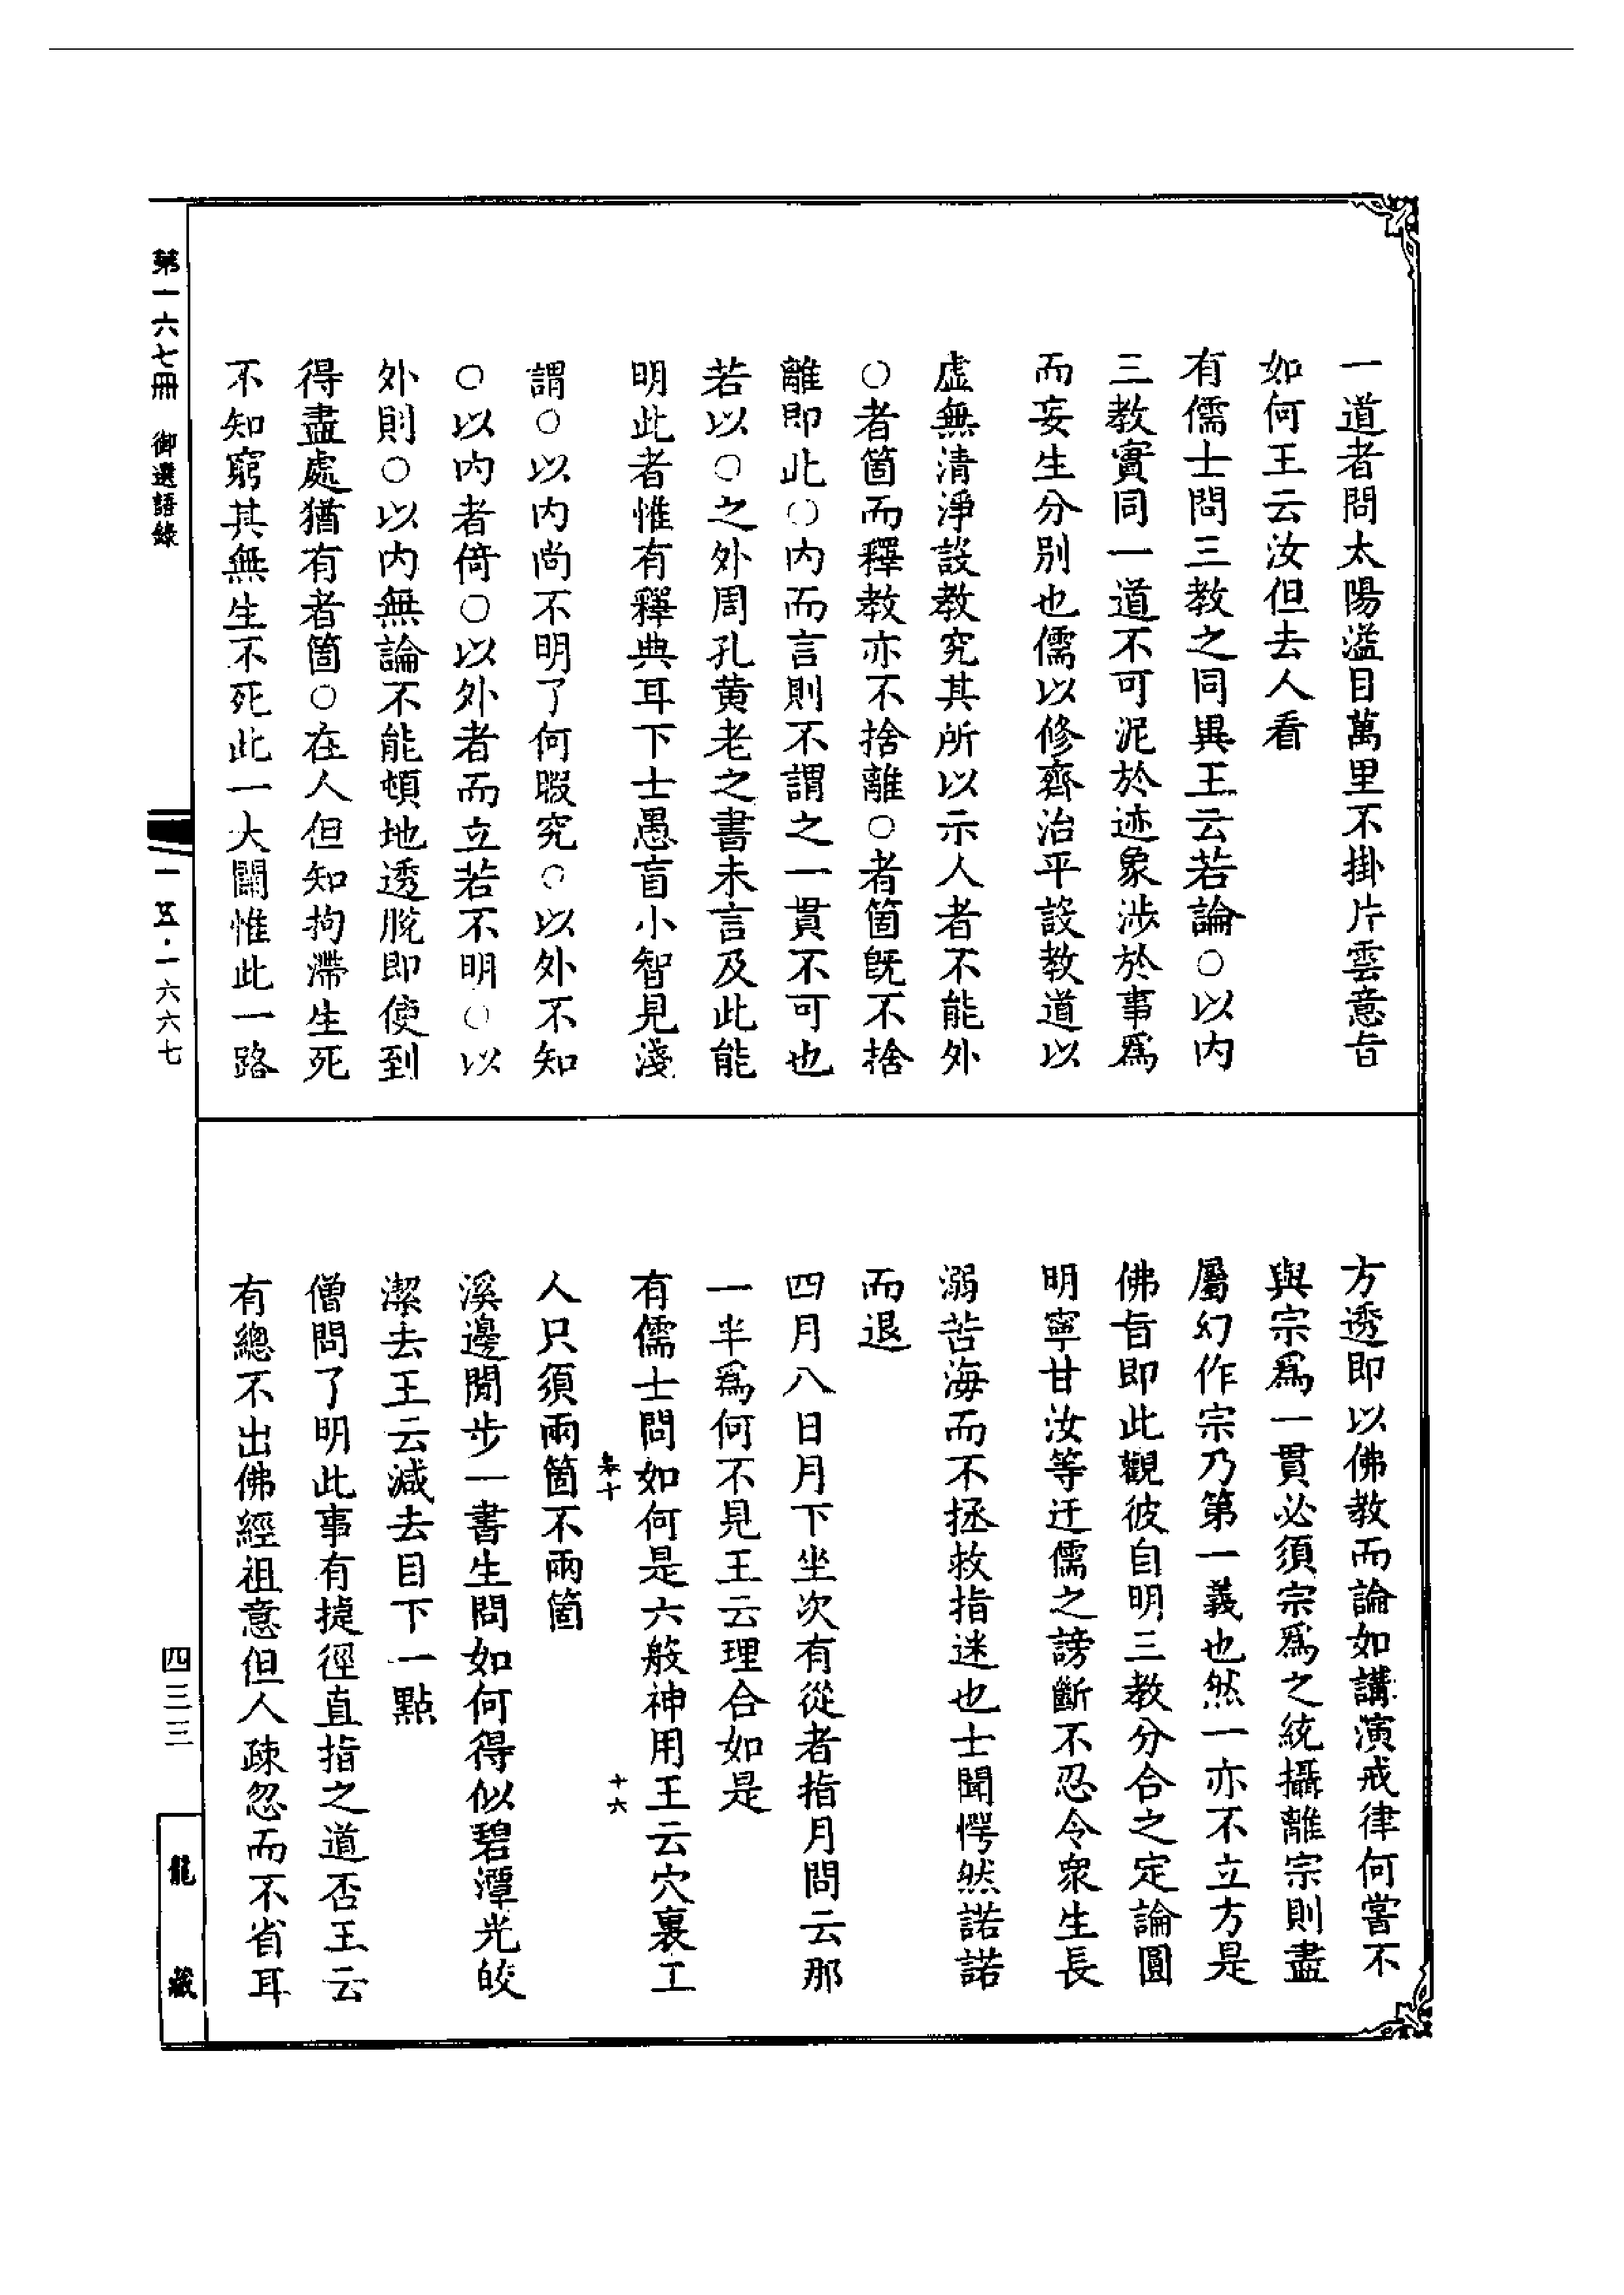 一道者問太陽溢目萬里不掛片雲意旨
如何王云汝但去人看
有儒士問三教之同異王云若論○以内
三教實同一道不可泥於迹象涉於事爲
而妄生分別也儒以修齊治平設教道以
虛無清淨設教究其所以示人者不能外
○者箇而釋教亦不捨離○者箇旣不捨
離即此○内而言則不謂之一貫不可也
若以○之外周孔黄老之書未言及此能
明此者惟有釋典耳下士愚盲小智見淺
謂○以内尚不明了何暇究○以外不知
○以内者倚○以外者而立若不明○以
外則○以内無論不能頓地透脫即使到
得盡處猶有者箇○在人但知拘滯生死
不知窮其無生不死此一大關惟此一路
方透即以佛教而論如講演戒律何嘗不
與宗爲一貫必須宗爲之統攝離宗則盡
屬幻作宗乃第一義也然一亦不立方是
佛旨即此觀彼自明三教分合之定論圓
明寧甘汝等迂儒之謗斷不忍令衆生長
溺苦海而不拯救指迷也士聞愕然諾諾
而退
四月八日月下坐次有從者指月問云那
一半爲何不見王云理合如是
有儒士問如何是六般神用王云穴裏工
卷十 十六
人只須兩箇不兩箇
溪邊閒步一書生問如何得似碧潭光皎
潔去王云減去目下一點
僧問了明此事有捷徑直指之道否王云
有總不出佛經祖意但人疎忽而不省耳
第一六七冊 御選語錄
一五·一六六七
四三三
龍藏